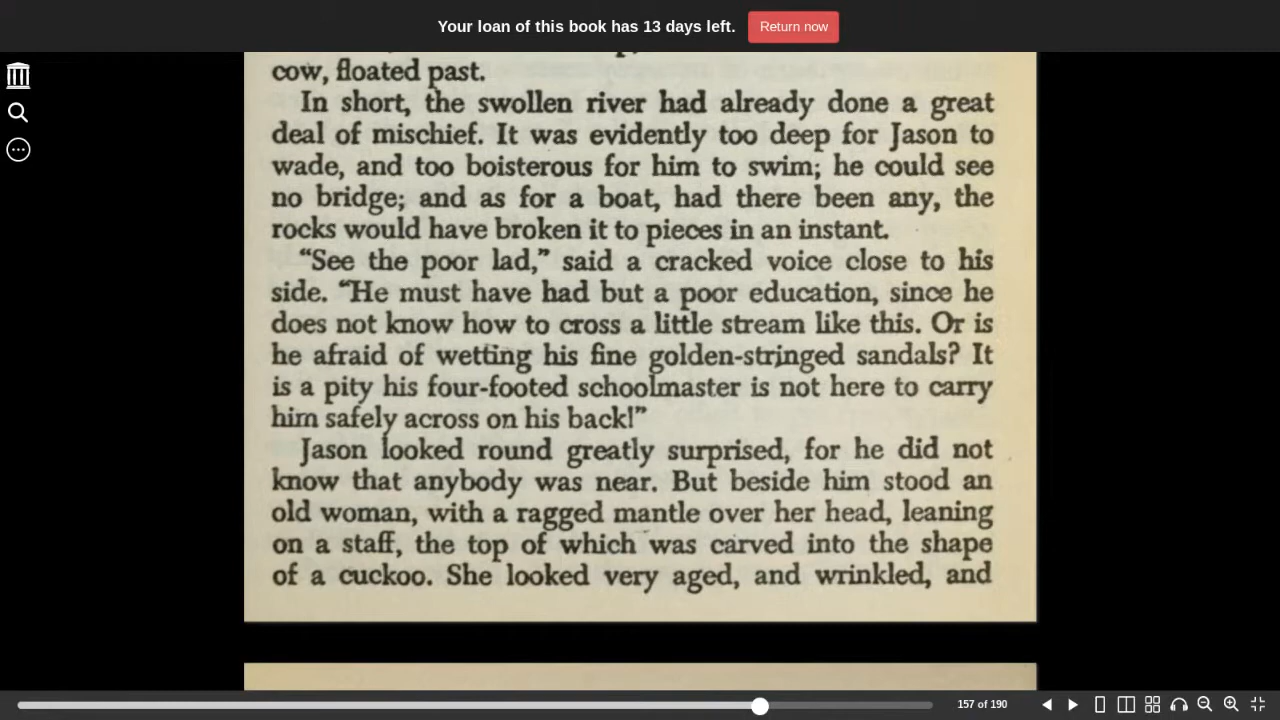 Your loan of this book has 13 days left. Return now
cow, floated past.
In short, the swollen river had already done a great
deal of mischief. It was evidently too deep for Jason to
wade, and too boisterous for him to swim; he could see
no bridge; and as for a boat, had there been any, the
rocks would have broken it to pieces in an instant.
“See the poor lad,” said a cracked voice close to his
side. “He must have had but a poor education, since he
does not know how to cross a little stream like this. Or is
he afraid of wetting his fine golden-stringed sandals? It
is a pity his four-footed schoolmaster is not here to carry
him safely across on his back!”
Jason looked round greatly surprised, for he did not
know that anybody was near. But beside him stood an
old woman, with a ragged mantle over her head, leaning
on a staff, the top of which was carved into the shape
of a cuckoo. She looked very aged, and wrinkled, and
157 of 190